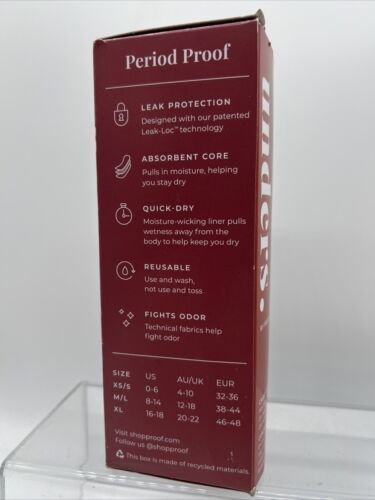 Period Proof
LEAK PROTECTION
Designed with our patented
Leak-Loc™ technology
ABSORBENT CORE
Pulls in moisture, helping
you stay dry
QUICK-DRY
Moisture-wicking liner pulls
wetness away from the
body to help keep you dry
REUSABLE
Use and wash,
not use and toss
FIGHTS ODOR
Technical fabrics help
fight odor
SIZE US AU/UK EUR
XS/S 0-6 4-10 32-36
M/L 8-14 12-18 38-44
XL 16-18 20-22 46-48
Visit shopproof.com
Follow us @shopproof
This box is made of recycled materials.